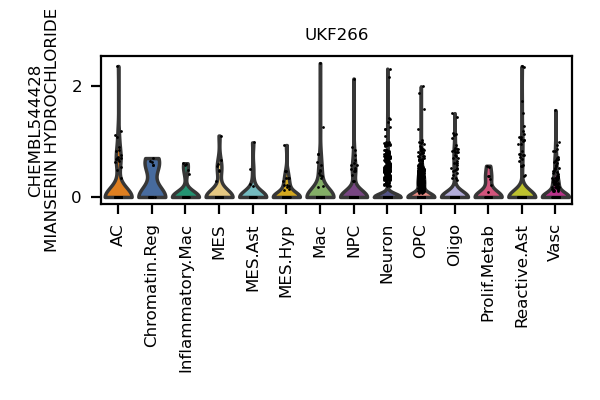 UKF266
CHEMBL544428
MIANSERIN HYDROCHLORIDE
2
0
AC
Chromatin.Reg
Inflammatory.Mac
MES
MES.Ast
MES.Hyp
Mac
NPC
Neuron
OPC
Oligo
Prolif.Metab
Reactive.Ast
Vasc